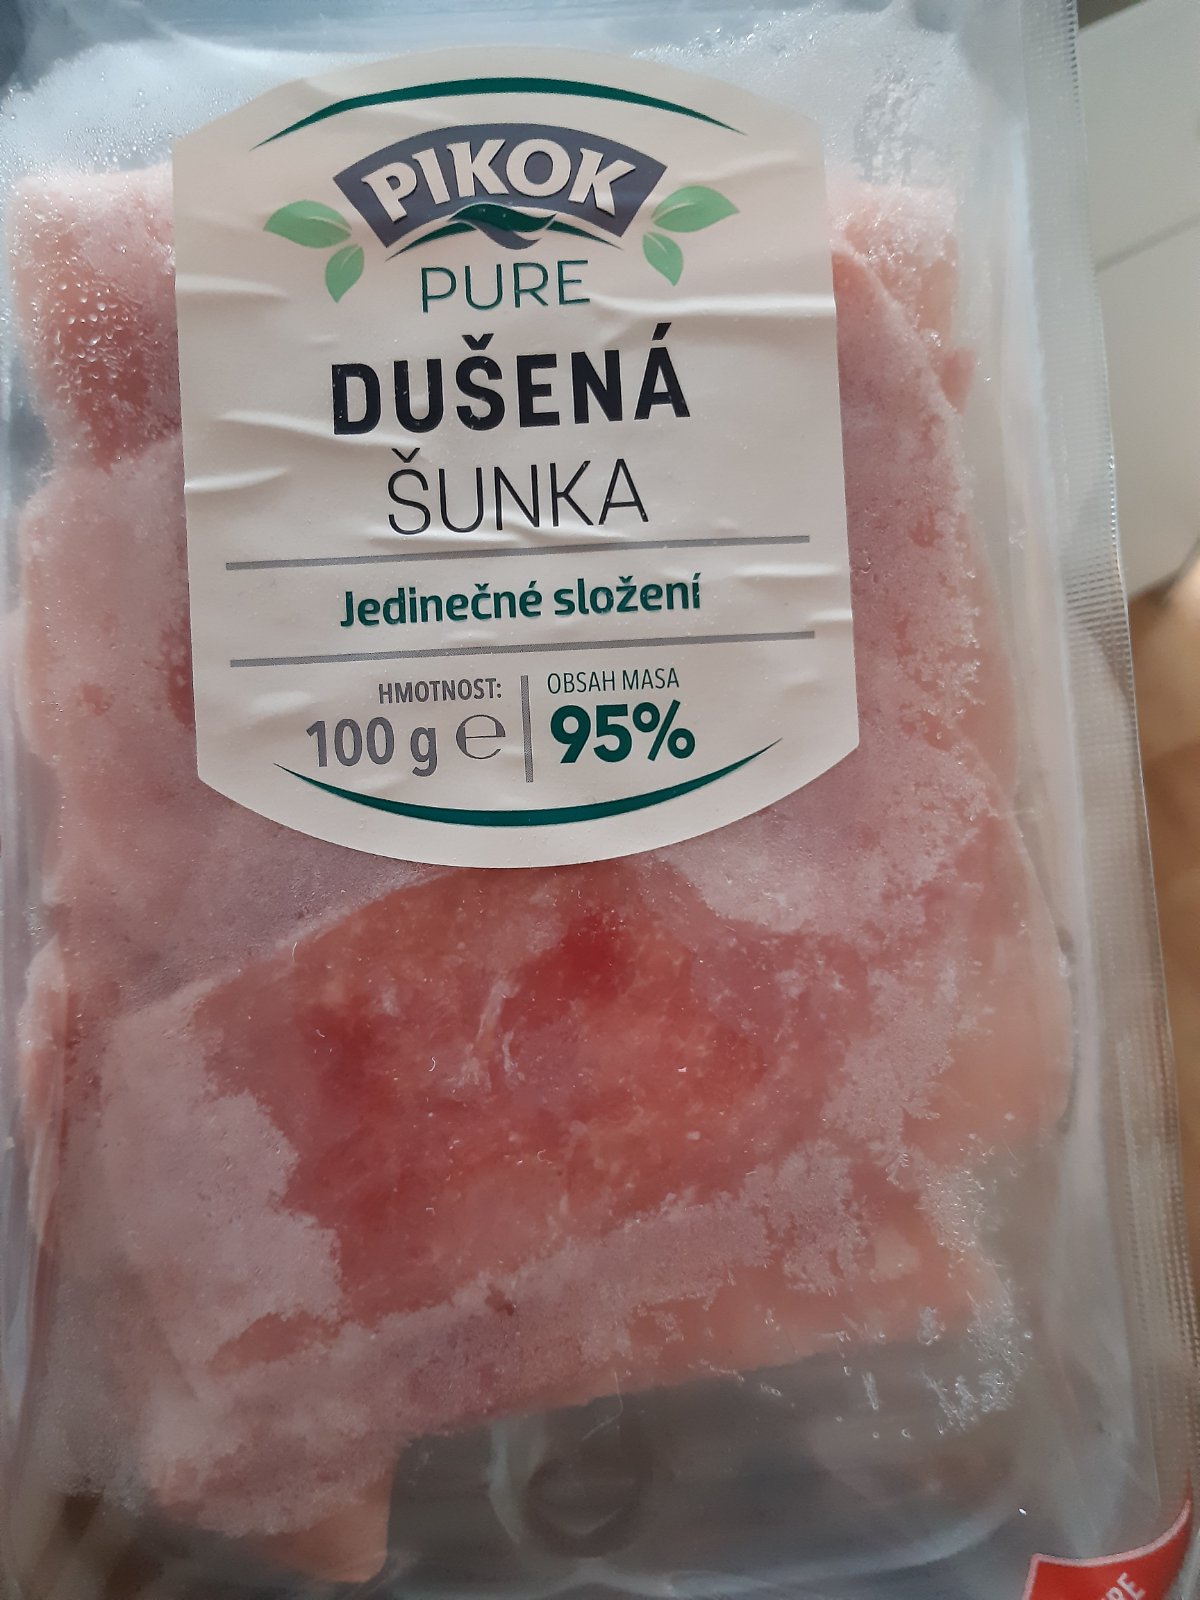 PIKOK
PURE
DUŠENÁ
ŠUNKA
Jedinečné složení
HMOTNOST:
100 g ℮
OBSAH MASA
95%